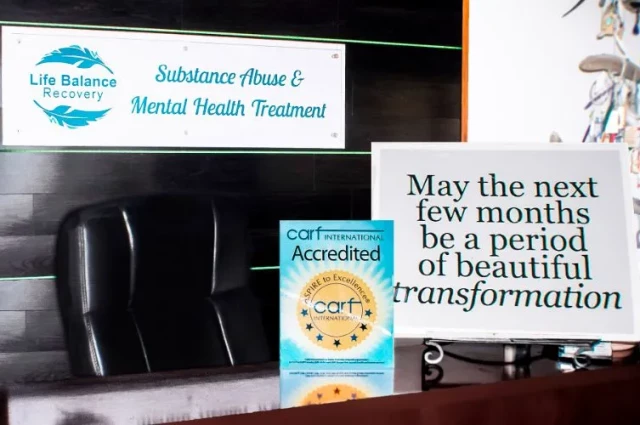 Life Balance
Recovery
Substance Abuse &
Mental Health Treatment
May the next
few months
be a period
of beautiful
transformation
carf INTERNATIONAL
Accredited
ASPIRE to Excellence
carf
INTERNATIONAL